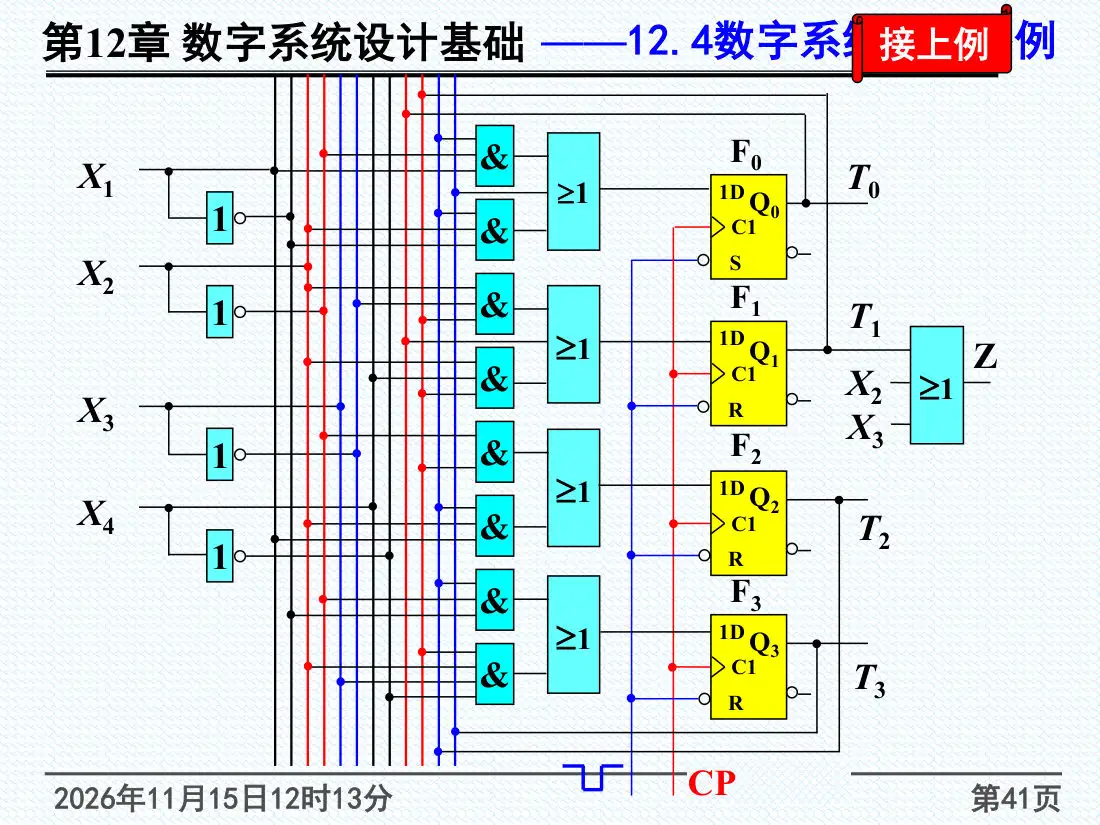 第12章 数字系统设计基础 ——12.4数字系
接上例
例
F0
X1
&
≥1
1D Q0
T0
1
&
C1
S
X2
F1
1
&
≥1
1D Q1
T1
Z
&
C1
X2
≥1
R
X3
X3
F2
1
&
≥1
1D Q2
X4
&
C1
T2
1
R
F3
&
≥1
1D Q3
&
C1
T3
R
CP
2026年11月15日12时13分
第41页